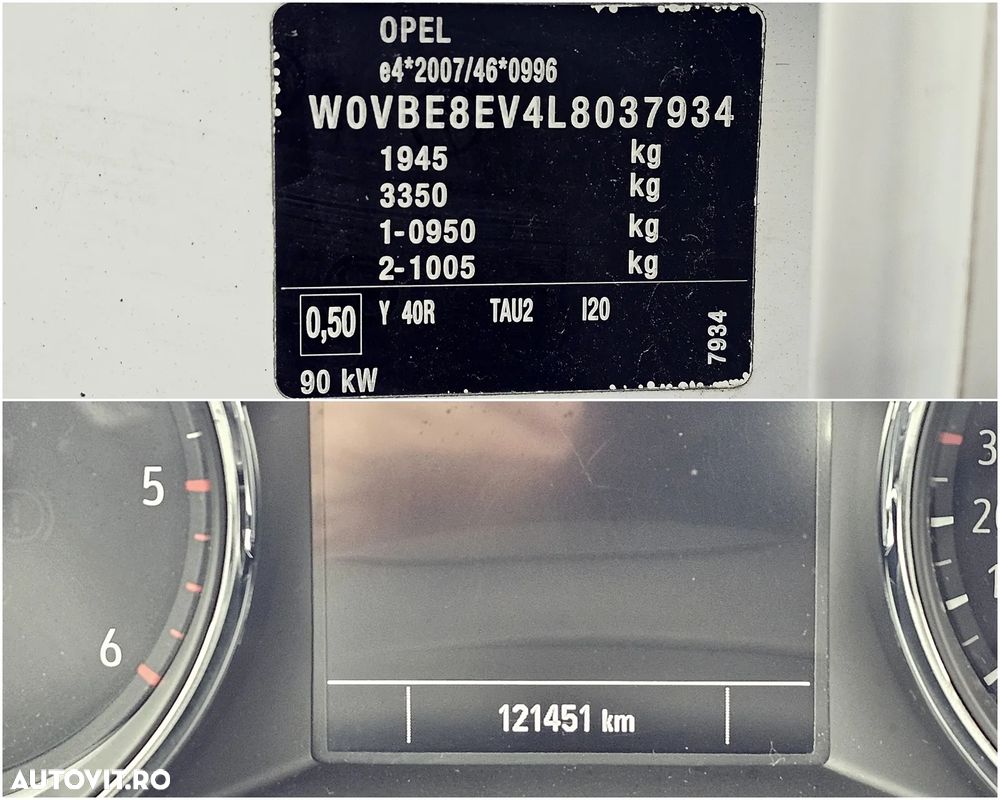 OPEL
e4*2007/46*0996
W0VBE8EV4L8037934
1945 kg
3350 kg
1-0950 kg
2-1005 kg
0,50 Y 40R TAU2 I20
7934
90 kW
5
6
20
121451 km
AUTOVIT.RO